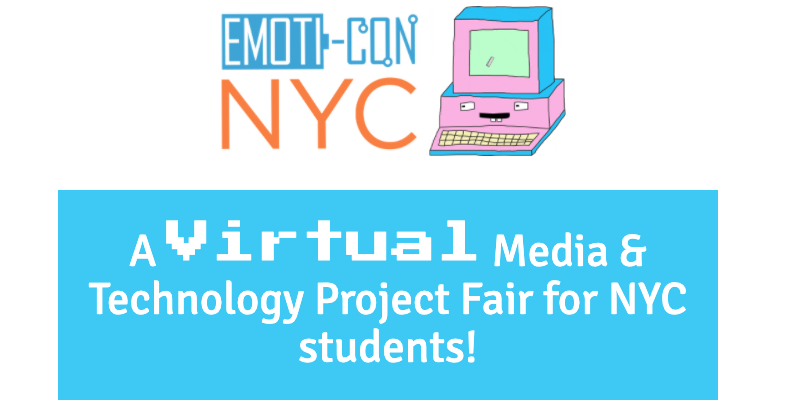 EMOTI-CON
NYC
A Virtual Media &
Technology Project Fair for NYC
students!